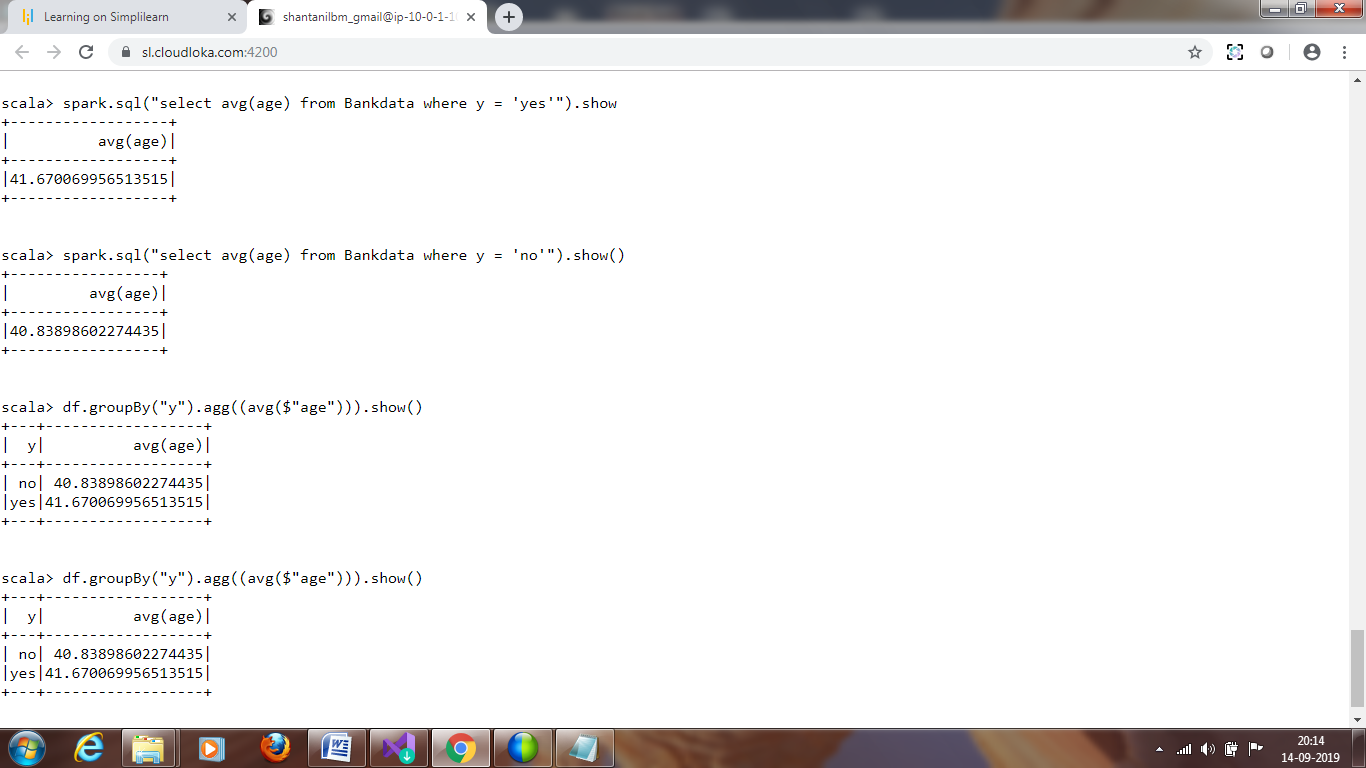 Learning on Simplilearn
shantanilbm_gmail@ip-10-0-1-1
sl.cloudloka.com:4200
scala> spark.sql("select avg(age) from Bankdata where y = 'yes'").show
+------------------+
|          avg(age)|
+------------------+
|41.670069956513515|
+------------------+
scala> spark.sql("select avg(age) from Bankdata where y = 'no'").show()
+-----------------+
|         avg(age)|
+-----------------+
|40.83898602274435|
+-----------------+
scala> df.groupBy("y").agg((avg($"age"))).show()
+---+------------------+
|  y|          avg(age)|
+---+------------------+
| no| 40.83898602274435|
|yes|41.670069956513515|
+---+------------------+
scala> df.groupBy("y").agg((avg($"age"))).show()
+---+------------------+
|  y|          avg(age)|
+---+------------------+
| no| 40.83898602274435|
|yes|41.670069956513515|
+---+------------------+
20:14
14-09-2019